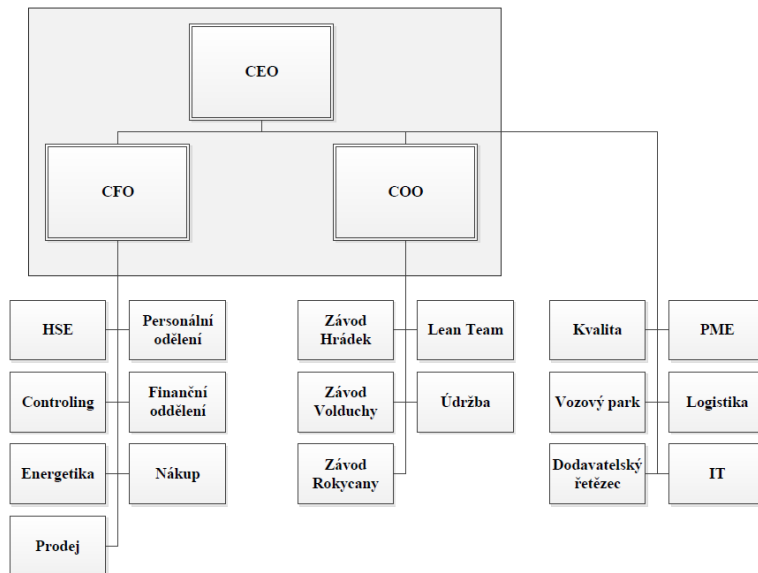 CEO
CFO
COO
HSE
Personální
odělení
Závod
Hrádek
Lean Team
Kvalita
PME
Controling
Finanční
oddělení
Závod
Volduchy
Údržba
Vozový park
Logistika
Energetika
Nákup
Závod
Rokycany
Dodavatelský
řetězec
IT
Prodej